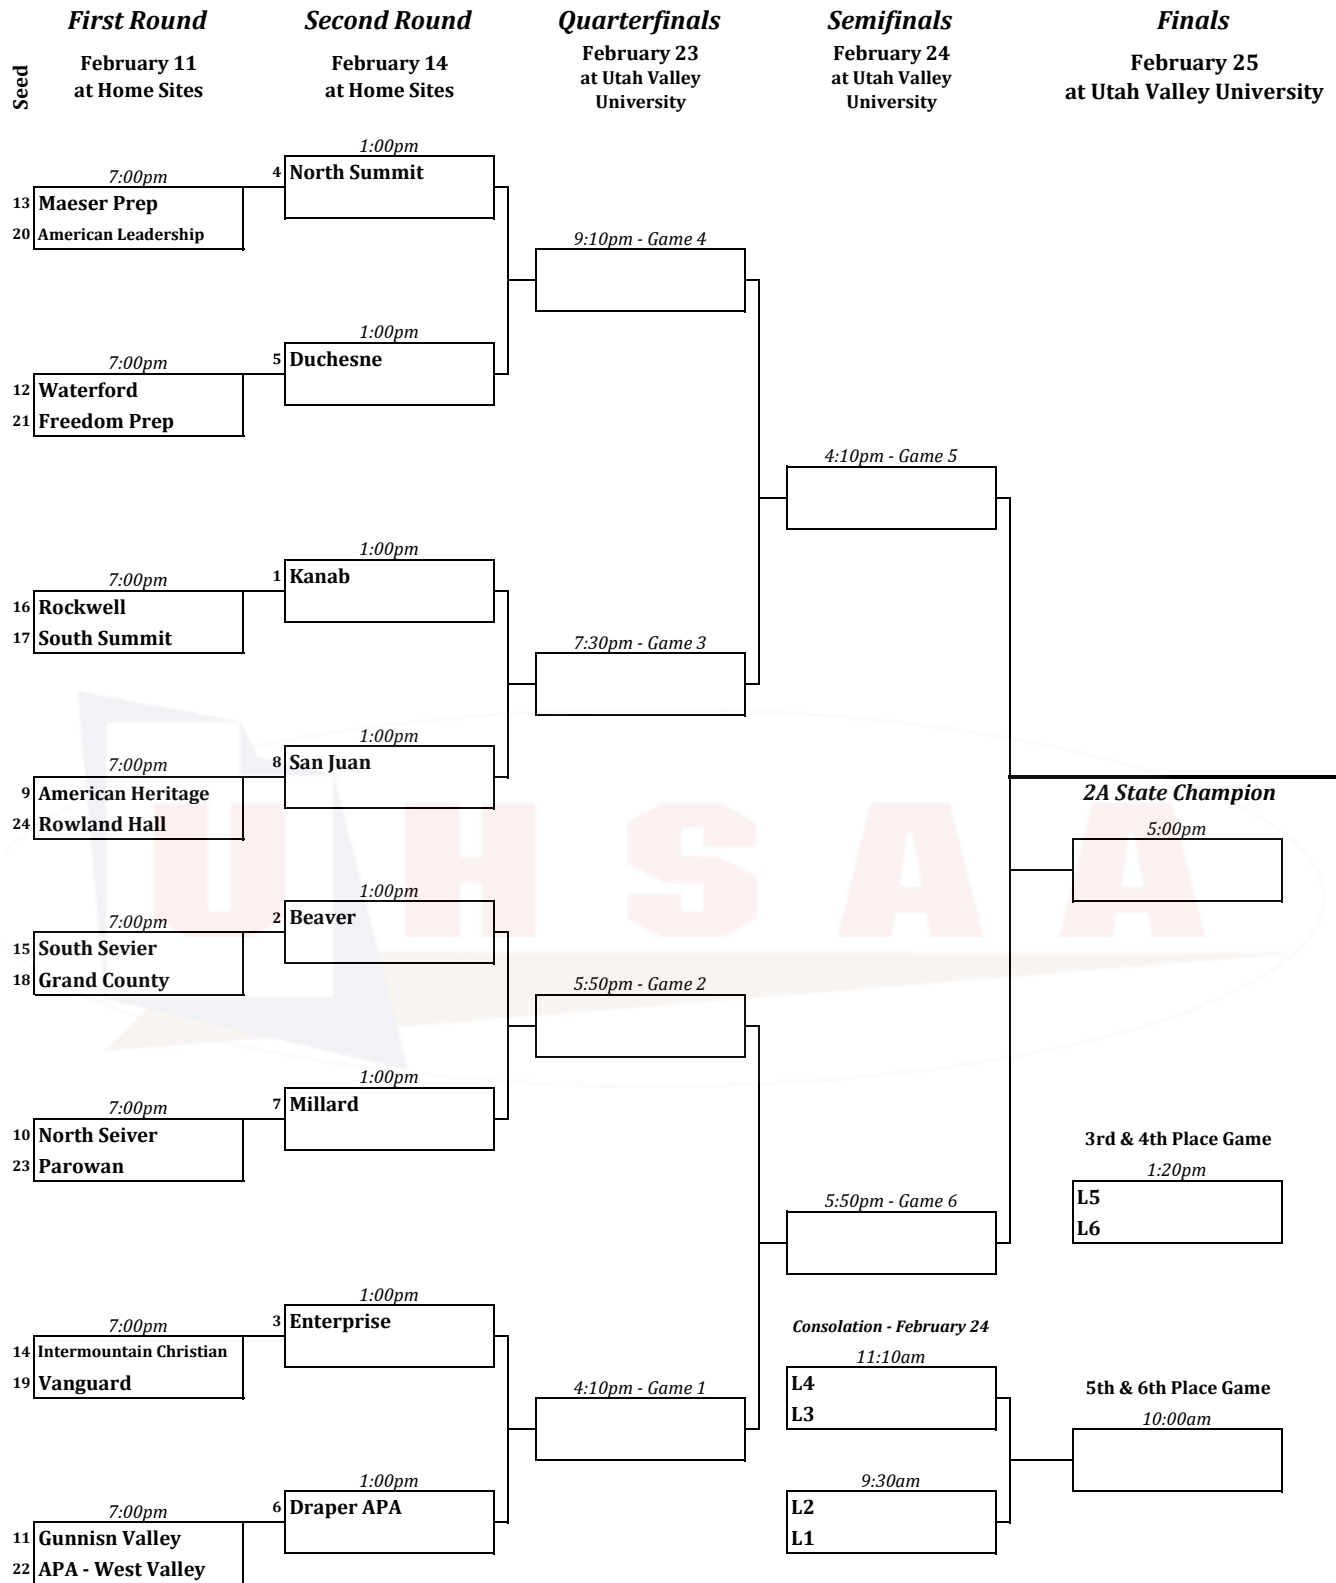 First Round
Second Round
Quarterfinals
Semifinals
Finals
Seed
February 11
at Home Sites
February 14
at Home Sites
February 23
at Utah Valley
University
February 24
at Utah Valley
University
February 25
at Utah Valley University
1:00pm
4 North Summit
7:00pm
13 Maeser Prep
20 American Leadership
9:10pm - Game 4
1:00pm
5 Duchesne
7:00pm
12 Waterford
21 Freedom Prep
4:10pm - Game 5
1:00pm
1 Kanab
7:00pm
16 Rockwell
17 South Summit
7:30pm - Game 3
1:00pm
8 San Juan
7:00pm
9 American Heritage
24 Rowland Hall
2A State Champion
5:00pm
UHSAA
1:00pm
2 Beaver
7:00pm
15 South Sevier
18 Grand County
5:50pm - Game 2
1:00pm
7 Millard
7:00pm
10 North Seiver
23 Parowan
3rd & 4th Place Game
1:20pm
L5
L6
5:50pm - Game 6
1:00pm
3 Enterprise
7:00pm
14 Intermountain Christian
19 Vanguard
Consolation - February 24
11:10am
L4
L3
4:10pm - Game 1
5th & 6th Place Game
10:00am
1:00pm
6 Draper APA
9:30am
L2
L1
7:00pm
11 Gunnisn Valley
22 APA - West Valley